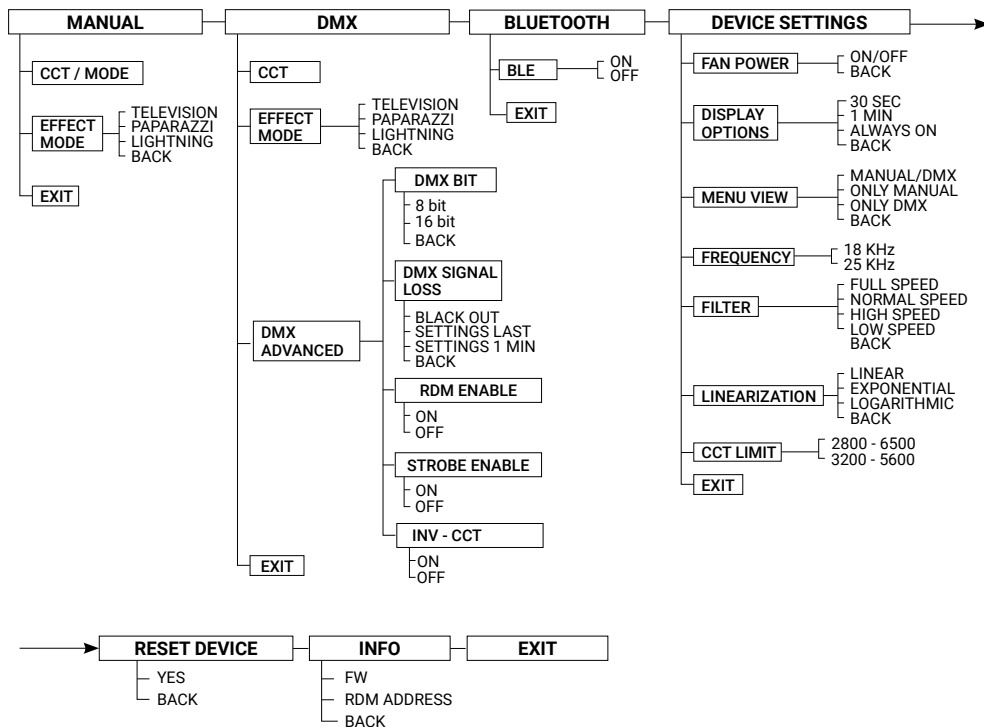 MANUAL
CCT / MODE
EFFECT
MODE
TELEVISION
PAPARAZZI
LIGHTNING
BACK
EXIT
DMX
CCT
EFFECT
MODE
TELEVISION
PAPARAZZI
LIGHTNING
BACK
DMX
ADVANCED
DMX BIT
8 bit
16 bit
BACK
DMX SIGNAL
LOSS
BLACK OUT
SETTINGS LAST
SETTINGS 1 MIN
BACK
RDM ENABLE
ON
OFF
STROBE ENABLE
ON
OFF
INV - CCT
ON
OFF
EXIT
BLUETOOTH
BLE
ON
OFF
EXIT
DEVICE SETTINGS
FAN POWER
ON/OFF
BACK
DISPLAY
OPTIONS
30 SEC
1 MIN
ALWAYS ON
BACK
MENU VIEW
MANUAL/DMX
ONLY MANUAL
ONLY DMX
BACK
FREQUENCY
18 KHz
25 KHz
FILTER
FULL SPEED
NORMAL SPEED
HIGH SPEED
LOW SPEED
BACK
LINEARIZATION
LINEAR
EXPONENTIAL
LOGARITHMIC
BACK
CCT LIMIT
2800 - 6500
3200 - 5600
EXIT
RESET DEVICE
YES
BACK
INFO
FW
RDM ADDRESS
BACK
EXIT